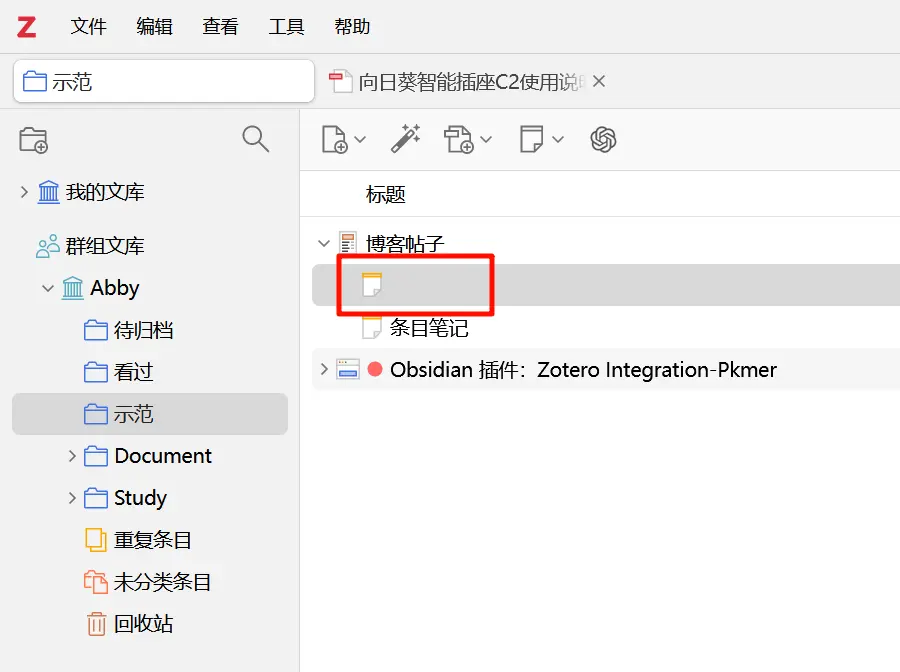 Z 文件 编辑 查看 工具 帮助
示范 向日葵智能插座C2使用说
我的文库
群组文库
Abby
待归档
看过
示范
Document
Study
重复条目
未分类条目
回收站
标题
博客帖子
条目笔记
Obsidian 插件：Zotero Integration-Pkmer